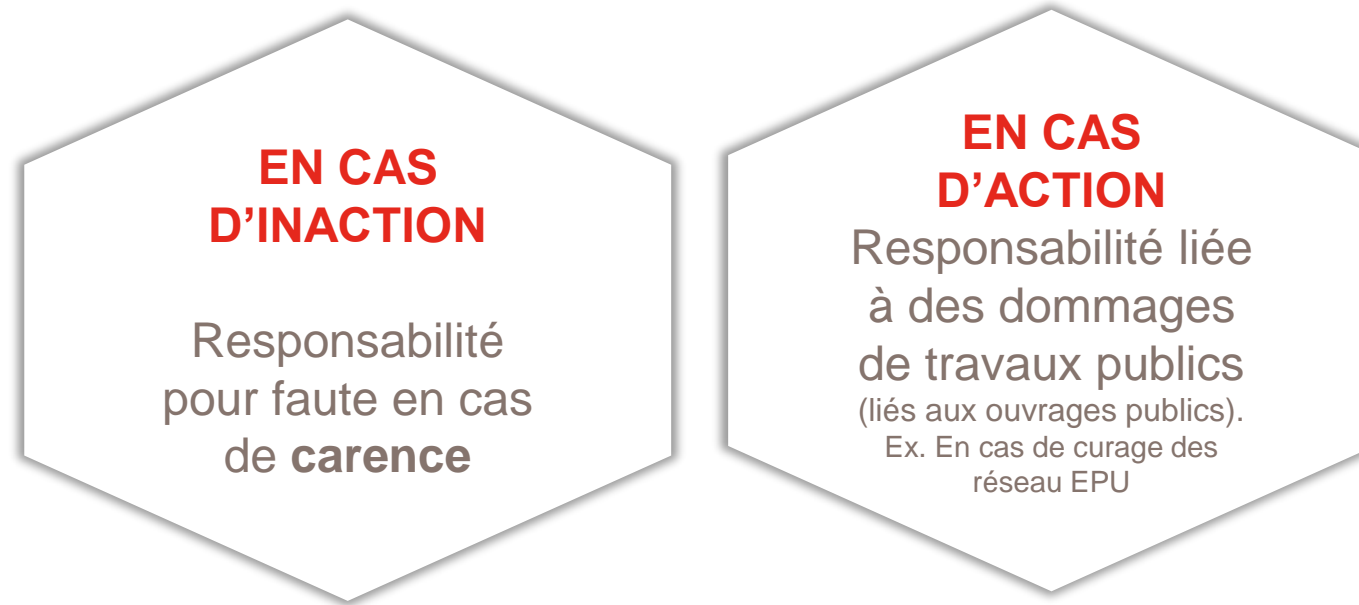 EN CAS
D’INACTION
Responsabilité
pour faute en cas
de carence
EN CAS
D’ACTION
Responsabilité liée
à des dommages
de travaux publics
(liés aux ouvrages publics).
Ex. En cas de curage des
réseau EPU